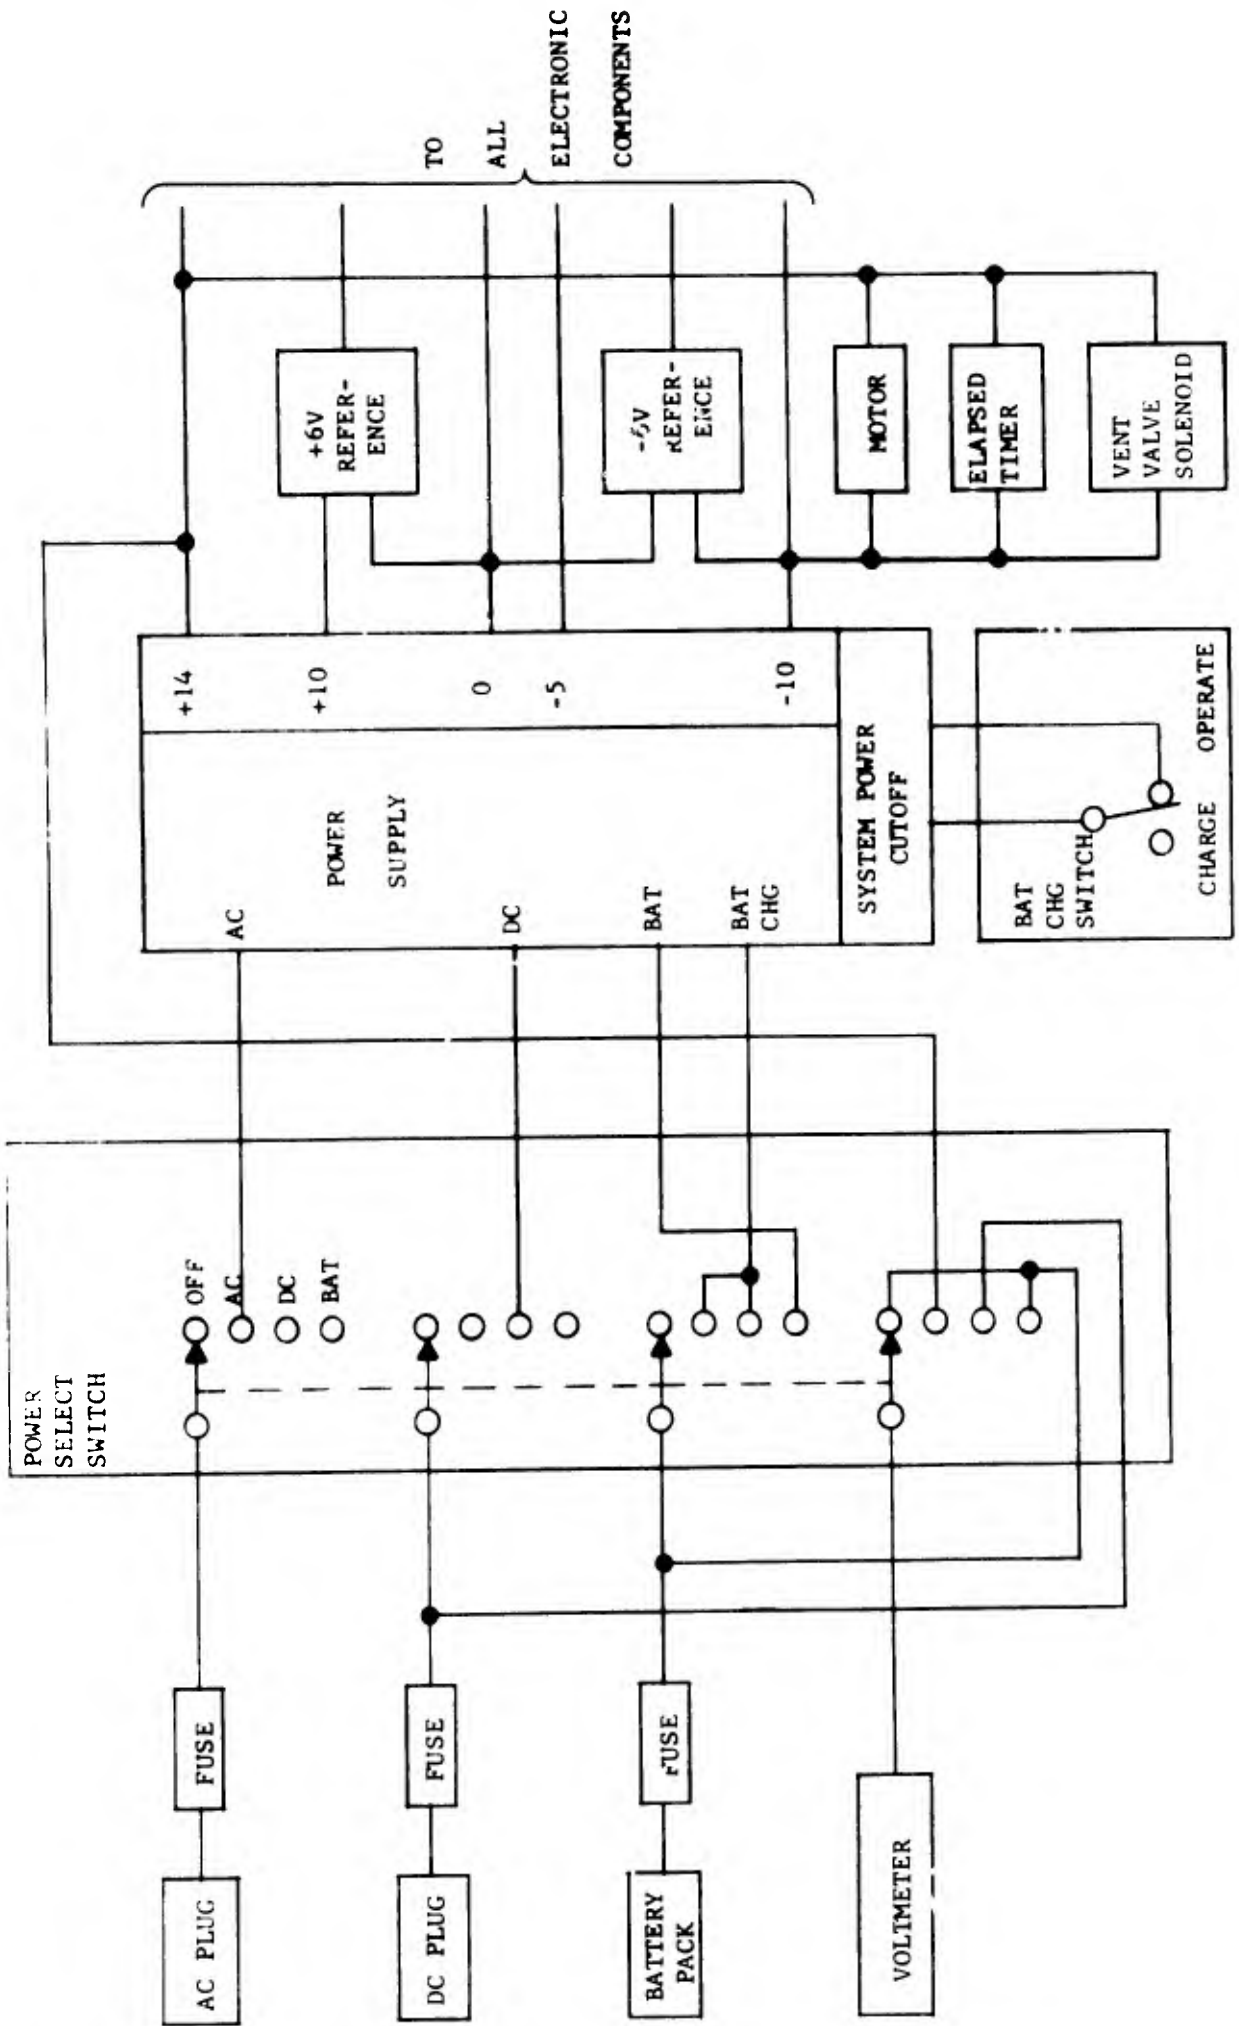 POWER
SELECT
SWITCH
OFF
AC
DC
BAT
AC PLUG
FUSE
DC PLUG
FUSE
BATTERY
PACK
FUSE
VOLTMETER
AC
DC
BAT
BAT
CHG
POWER
SUPPLY
+14
+10
0
-5
-10
SYSTEM POWER
CUTOFF
BAT
CHG
SWITCH
CHARGE
OPERATE
+6V
REFER-
ENCE
REFER-
ENCE
MOTOR
ELAPSED
TIMER
VENT
VALVE
SOLENOID
TO
ALL
ELECTRONIC
COMPONENTS